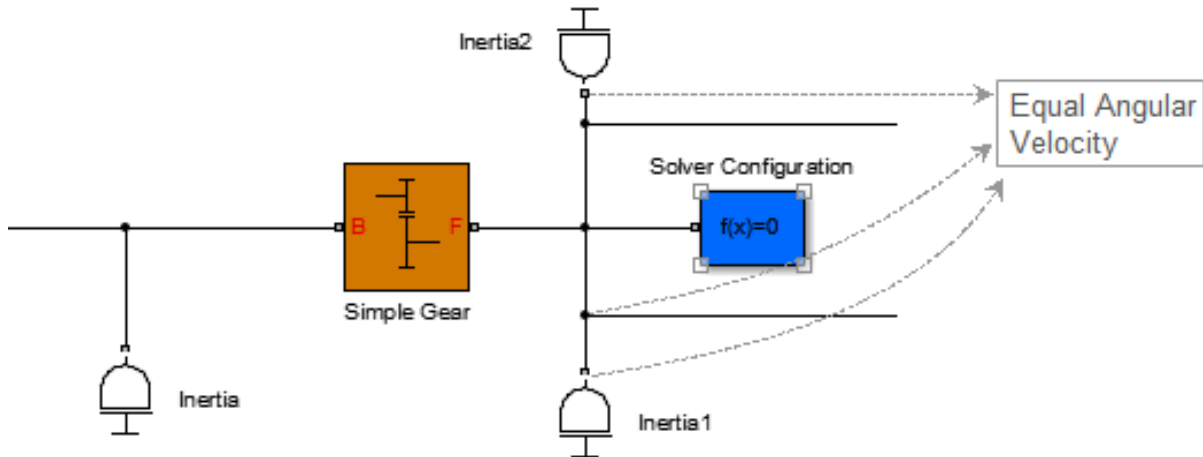 Inertia2
Equal Angular
Velocity
Solver Configuration
B
F
f(x)=0
Simple Gear
Inertia
Inertia1